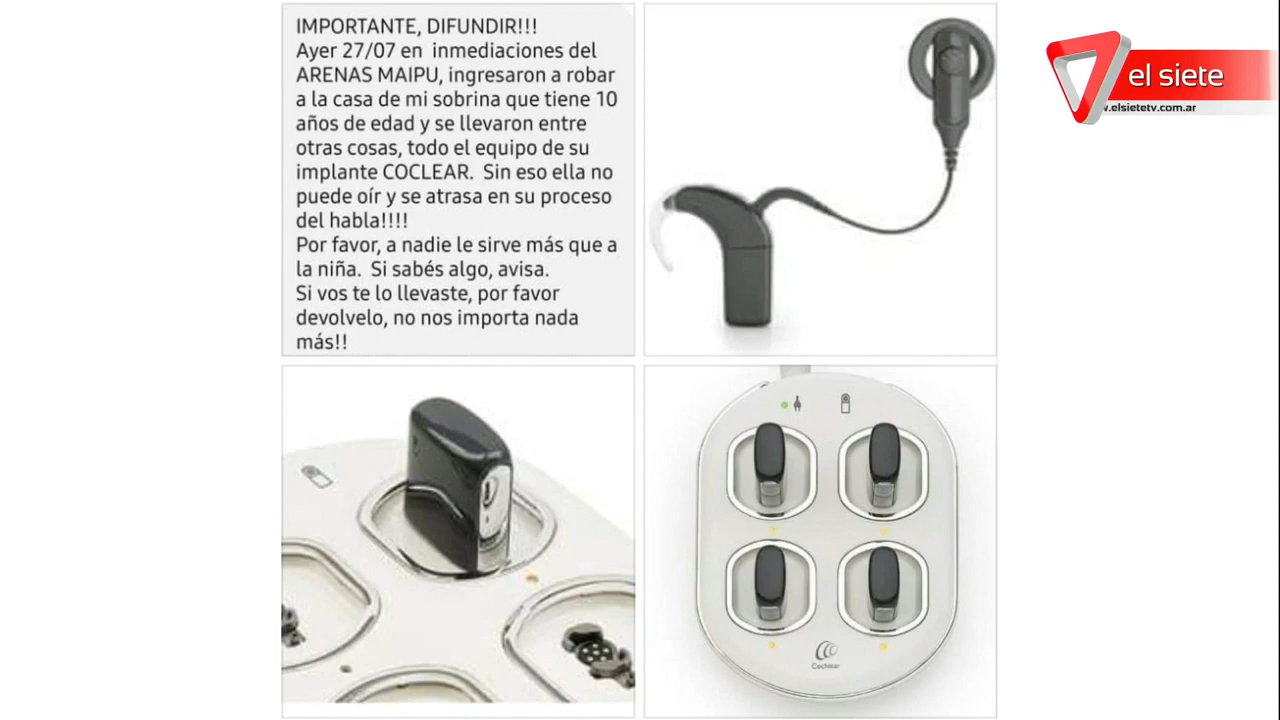 IMPORTANTE, DIFUNDIR!!!
Ayer 27/07 en inmediaciones del
ARENAS MAIPU, ingresaron a robar
a la casa de mi sobrina que tiene 10
años de edad y se llevaron entre
otras cosas, todo el equipo de su
implante COCLEAR. Sin eso ella no
puede oír y se atrasa en su proceso
del habla!!!!
Por favor, a nadie le sirve más que a
la niña. Si sabés algo, avisa.
Si vos te lo llevaste, por favor
devolvelo, no nos importa nada
más!!
el siete
w.elsietetv.com.ar
Cochlear